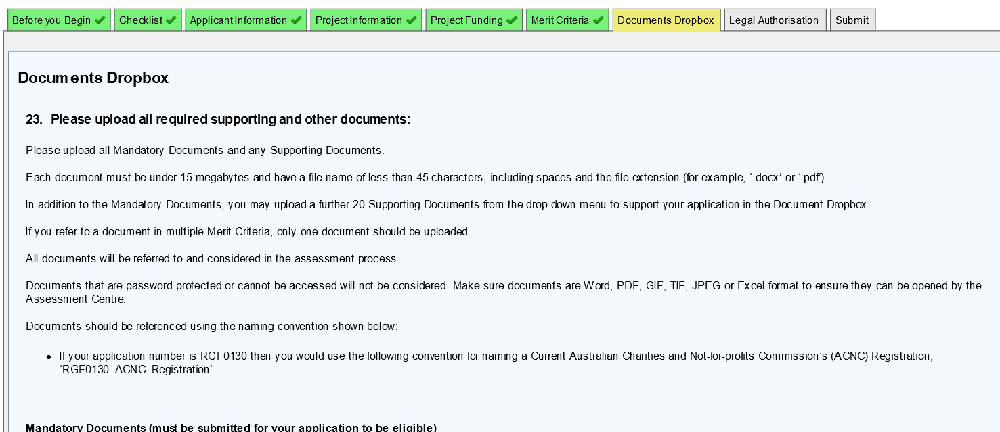 Before you Begin
Checklist
Applicant Information
Project Information
Project Funding
Merit Criteria
Documents Dropbox
Legal Authorisation
Submit
Documents Dropbox
23. Please upload all required supporting and other documents:
Please upload all Mandatory Documents and any Supporting Documents.
Each document must be under 15 megabytes and have a file name of less than 45 characters, including spaces and the file extension (for example, ‘.docx’ or ‘.pdf’)
In addition to the Mandatory Documents, you may upload a further 20 Supporting Documents from the drop down menu to support your application in the Document Dropbox.
If you refer to a document in multiple Merit Criteria, only one document should be uploaded.
All documents will be referred to and considered in the assessment process.
Documents that are password protected or cannot be accessed will not be considered. Make sure documents are Word, PDF, GIF, TIF, JPEG or Excel format to ensure they can be opened by the
Assessment Centre.
Documents should be referenced using the naming convention shown below:
• If your application number is RGF0130 then you would use the following convention for naming a Current Australian Charities and Not-for-profits Commission’s (ACNC) Registration,
‘RGF0130_ACNC_Registration’
Mandatory Documents (must be submitted for your application to be eligible)